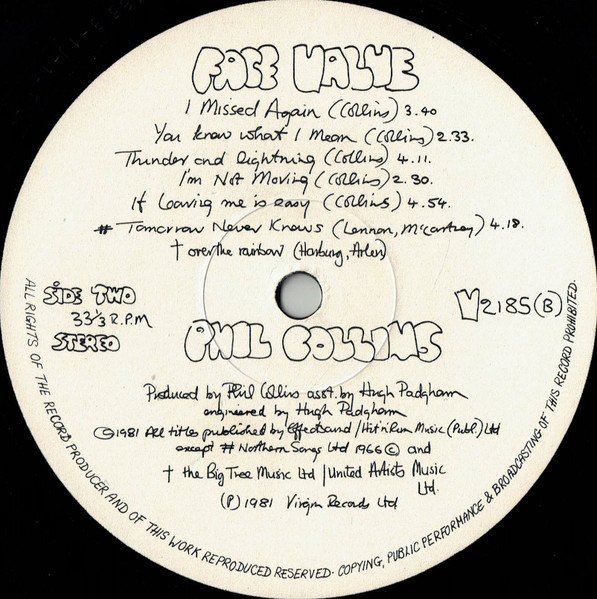 FACE VALUE
I Missed Again (Collins) 3.40
You know what I Mean (Collins) 2.33.
Thunder and Lightning (Collins) 4.11.
I'm Not Moving (Collins) 2.30.
If Leaving me is easy (Collins) 4.54.
# Tomorrow Never Knows (Lennon, McCartney) 4.18.
† over the rainbow (Harburg, Arlen)
SIDE TWO
33⅓ R.P.M
STEREO
V2185 (B)
PHIL COLLINS
Produced by Phil Collins asst. by Hugh Padgham
engineered by Hugh Padgham
© 1981 All titles published by Effectsound / Hit n Run Music (Publ) Ltd
except # Northern Songs Ltd 1966 © and
† the Big Tree Music Ltd / United Artists Music
Ltd.
(P) 1981 Virgin Records Ltd
ALL RIGHTS OF THE RECORD PRODUCER AND OF THIS WORK REPRODUCED RESERVED · COPYING, PUBLIC PERFORMANCE & BROADCASTING OF THIS RECORD PROHIBITED.